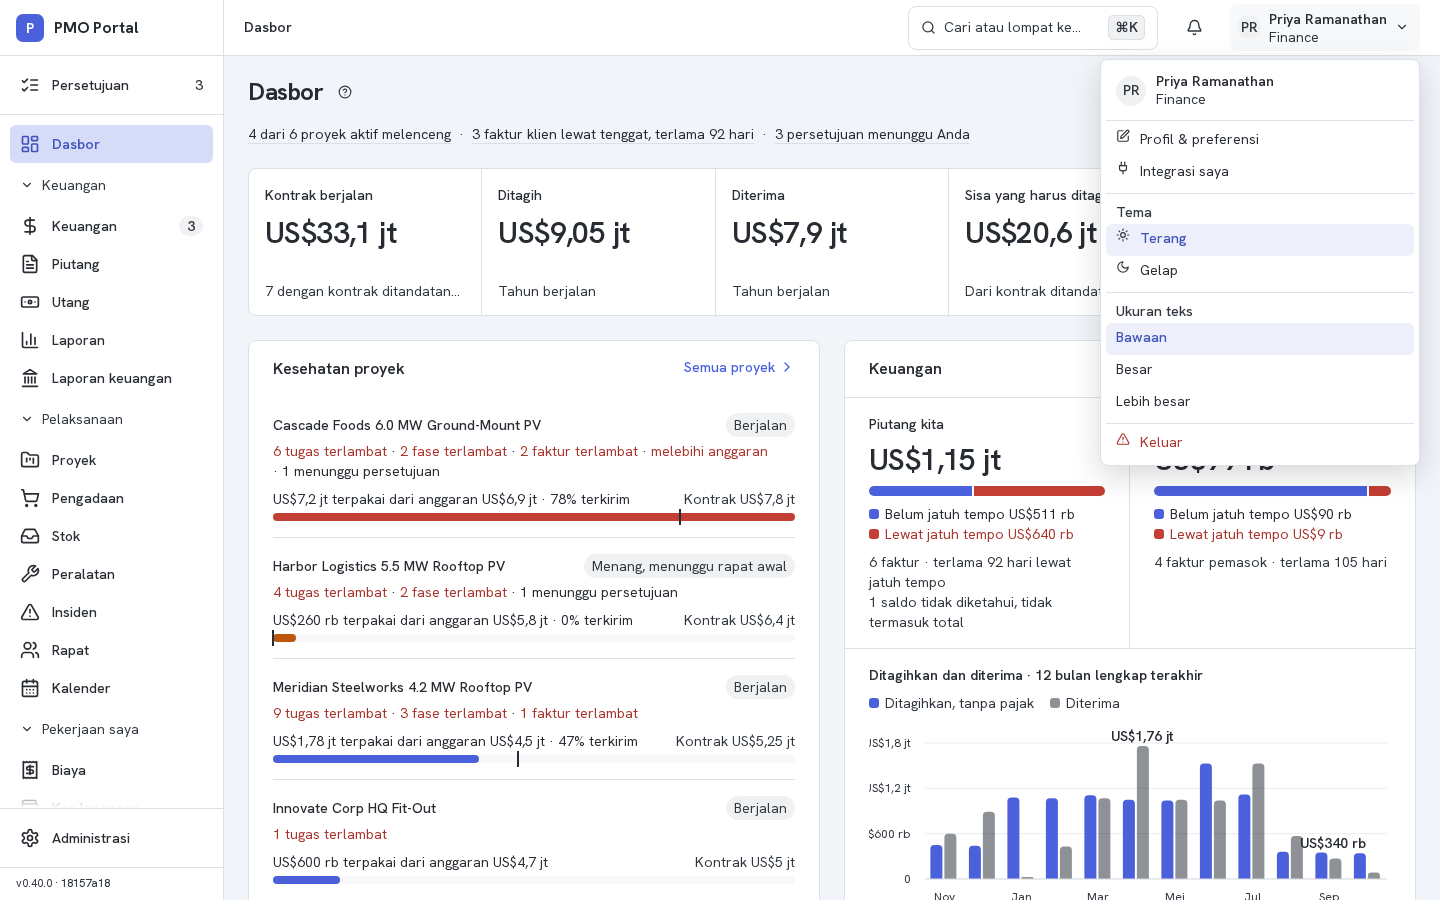 P PMO Portal
Dasbor
Cari atau lompat ke... ⌘K
PR Priya Ramanathan
Finance
Persetujuan 3
Dasbor
Keuangan
Keuangan 3
Piutang
Utang
Laporan
Laporan keuangan
Pelaksanaan
Proyek
Pengadaan
Stok
Peralatan
Insiden
Rapat
Kalender
Pekerjaan saya
Biaya
Administrasi
v0.40.0 · 18157a18
Dasbor
4 dari 6 proyek aktif melenceng · 3 faktur klien lewat tenggat, terlama 92 hari · 3 persetujuan menunggu Anda
Kontrak berjalan
US$33,1 jt
7 dengan kontrak ditandatan...
Ditagih
US$9,05 jt
Tahun berjalan
Diterima
US$7,9 jt
Tahun berjalan
Sisa yang harus ditag
US$20,6 jt
Dari kontrak ditandat
PR Priya Ramanathan
Finance
Profil & preferensi
Integrasi saya
Tema
Terang
Gelap
Ukuran teks
Bawaan
Besar
Lebih besar
Keluar
Kesehatan proyek
Semua proyek
Cascade Foods 6.0 MW Ground-Mount PV Berjalan
6 tugas terlambat · 2 fase terlambat · 2 faktur terlambat · melebihi anggaran
· 1 menunggu persetujuan
US$7,2 jt terpakai dari anggaran US$6,9 jt · 78% terkirim Kontrak US$7,8 jt
Harbor Logistics 5.5 MW Rooftop PV Menang, menunggu rapat awal
4 tugas terlambat · 2 fase terlambat · 1 menunggu persetujuan
US$260 rb terpakai dari anggaran US$5,8 jt · 0% terkirim Kontrak US$6,4 jt
Meridian Steelworks 4.2 MW Rooftop PV Berjalan
9 tugas terlambat · 3 fase terlambat · 1 faktur terlambat
US$1,78 jt terpakai dari anggaran US$4,5 jt · 47% terkirim Kontrak US$5,25 jt
Innovate Corp HQ Fit-Out Berjalan
1 tugas terlambat
US$600 rb terpakai dari anggaran US$4,7 jt Kontrak US$5 jt
Keuangan
Piutang kita
US$1,15 jt
Belum jatuh tempo US$511 rb
Lewat jatuh tempo US$640 rb
6 faktur · terlama 92 hari lewat
jatuh tempo
1 saldo tidak diketahui, tidak
termasuk total
Belum jatuh tempo US$90 rb
Lewat jatuh tempo US$9 rb
4 faktur pemasok · terlama 105 hari
Ditagihkan dan diterima · 12 bulan lengkap terakhir
Ditagihkan, tanpa pajak Diterima
US$1,76 jt
US$1,8 jt
US$1,2 jt
$600 rb
US$340 rb
0
Nov Jan Mar Mei Jul Sep